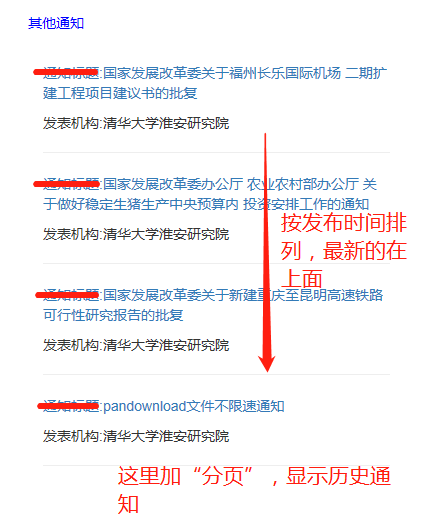 其他通知
通知标题:国家发展改革委关于福州长乐国际机场 二期扩
建工程项目建议书的批复
发表机构:清华大学淮安研究院
通知标题:国家发展改革委办公厅 农业农村部办公厅 关
于做好稳定生猪生产中央预算内 投资安排工作的通知
发表机构:清华大学淮安研究院
按发布时间排
列，最新的在
上面
通知标题:国家发展改革委关于新建重庆至昆明高速铁路
可行性研究报告的批复
发表机构:清华大学淮安研究院
通知标题:pandownload文件不限速通知
发表机构:清华大学淮安研究院
这里加“分页”，显示历史通
知